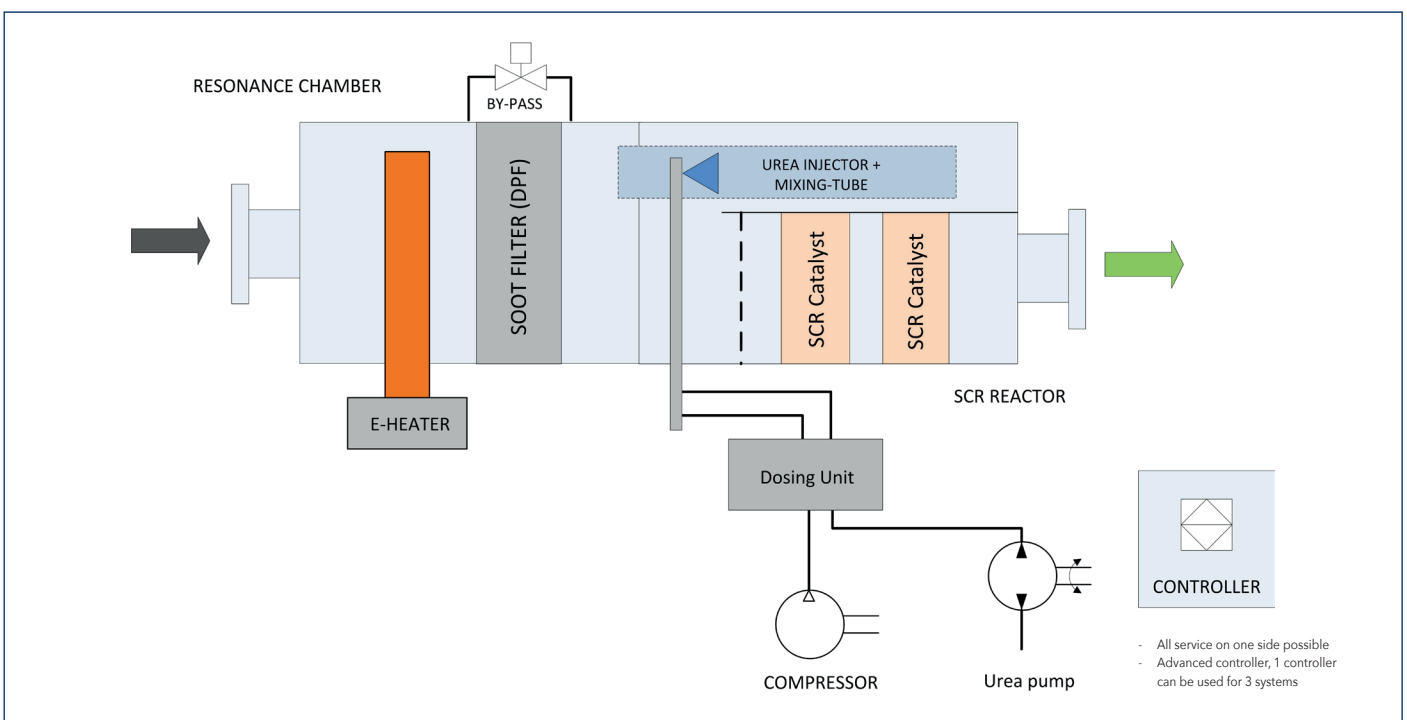 RESONANCE CHAMBER
BY-PASS
SOOT FILTER (DPF)
UREA INJECTOR +
MIXING-TUBE
SCR Catalyst
SCR Catalyst
E-HEATER
SCR REACTOR
Dosing Unit
CONTROLLER
COMPRESSOR
Urea pump
- All service on one side possible
- Advanced controller, 1 controller
can be used for 3 systems